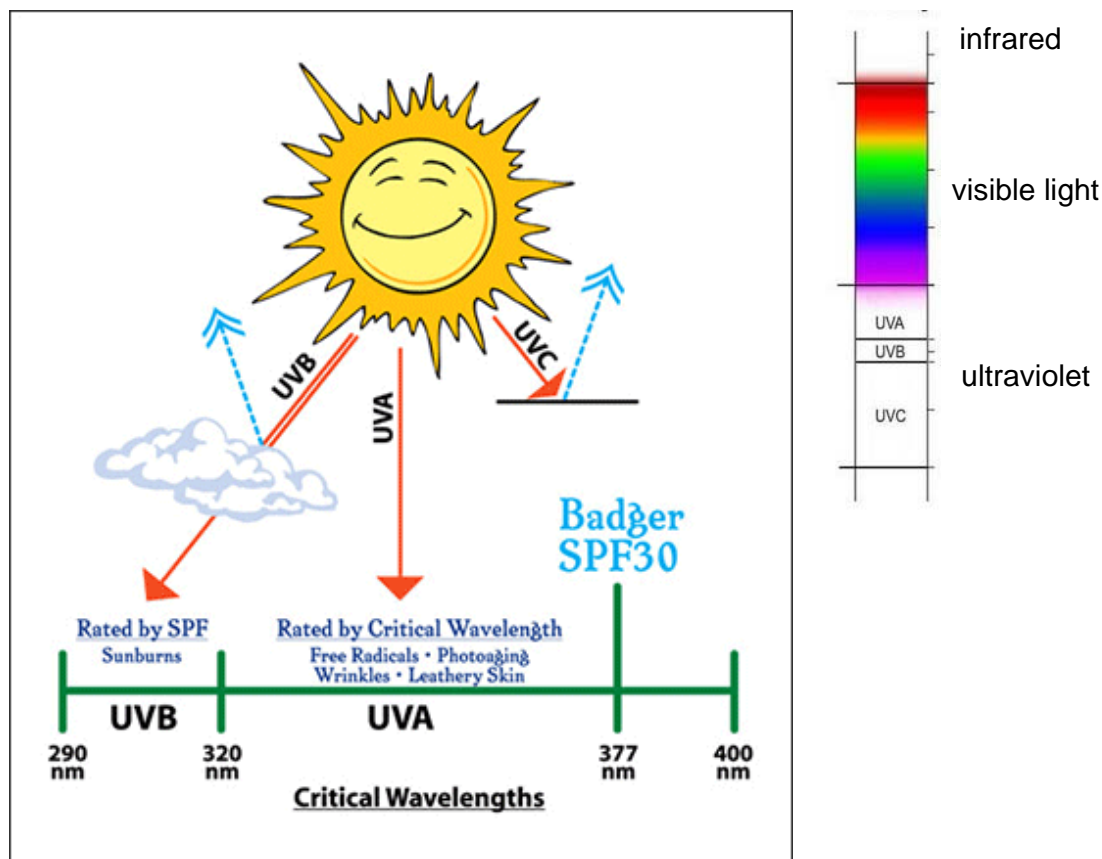 UVB
UVA
UVC
Badger
SPF30
Rated by SPF
Sunburns
Rated by Critical Wavelength
Free Radicals • Photoaging
Wrinkles • Leathery Skin
UVB
UVA
290
nm
320
nm
377
nm
400
nm
Critical Wavelengths
infrared
visible light
UVA
UVB
ultraviolet
UVC